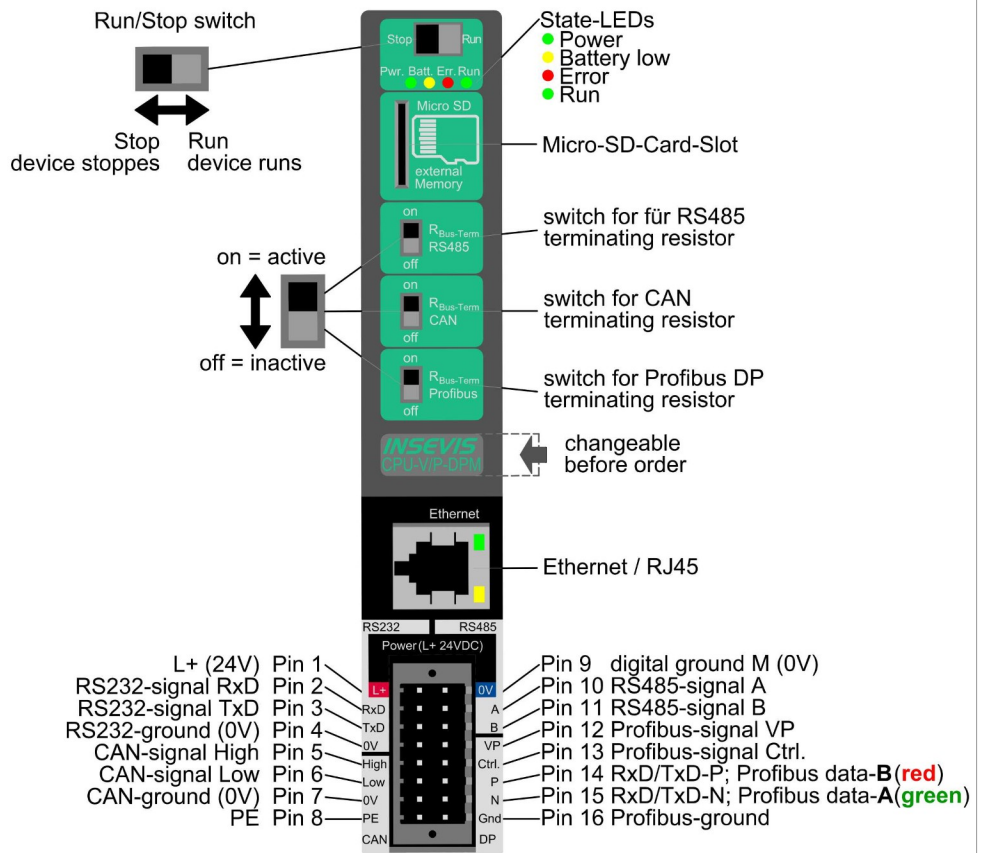 Run/Stop switch
Stop
Run
device stoppes
device runs
Stop Run
Pwr. Batt. Err. Run
State-LEDs
Power
Battery low
Error
Run
Micro SD
external
Memory
Micro-SD-Card-Slot
on
R Bus-Term
RS485
off
switch for für RS485
terminating resistor
on = active
off = inactive
on
R Bus-Term
CAN
off
switch for CAN
terminating resistor
on
R Bus-Term
Profibus
off
switch for Profibus DP
terminating resistor
INSEVIS
CPU-V/P-DPM
changeable
before order
Ethernet
Ethernet / RJ45
RS232 RS485
Power(L+ 24VDC)
L+ (24V) Pin 1
RS232-signal RxD Pin 2
RS232-signal TxD Pin 3
RS232-ground (0V) Pin 4
CAN-signal High Pin 5
CAN-signal Low Pin 6
CAN-ground (0V) Pin 7
PE Pin 8
L+
RxD
TxD
0V
High
Low
0V
PE
CAN
0V
A
B
VP
Ctrl.
P
N
Gnd
DP
Pin 9 digital ground M (0V)
Pin 10 RS485-signal A
Pin 11 RS485-signal B
Pin 12 Profibus-signal VP
Pin 13 Profibus-signal Ctrl.
Pin 14 RxD/TxD-P; Profibus data-B(red)
Pin 15 RxD/TxD-N; Profibus data-A(green)
Pin 16 Profibus-ground